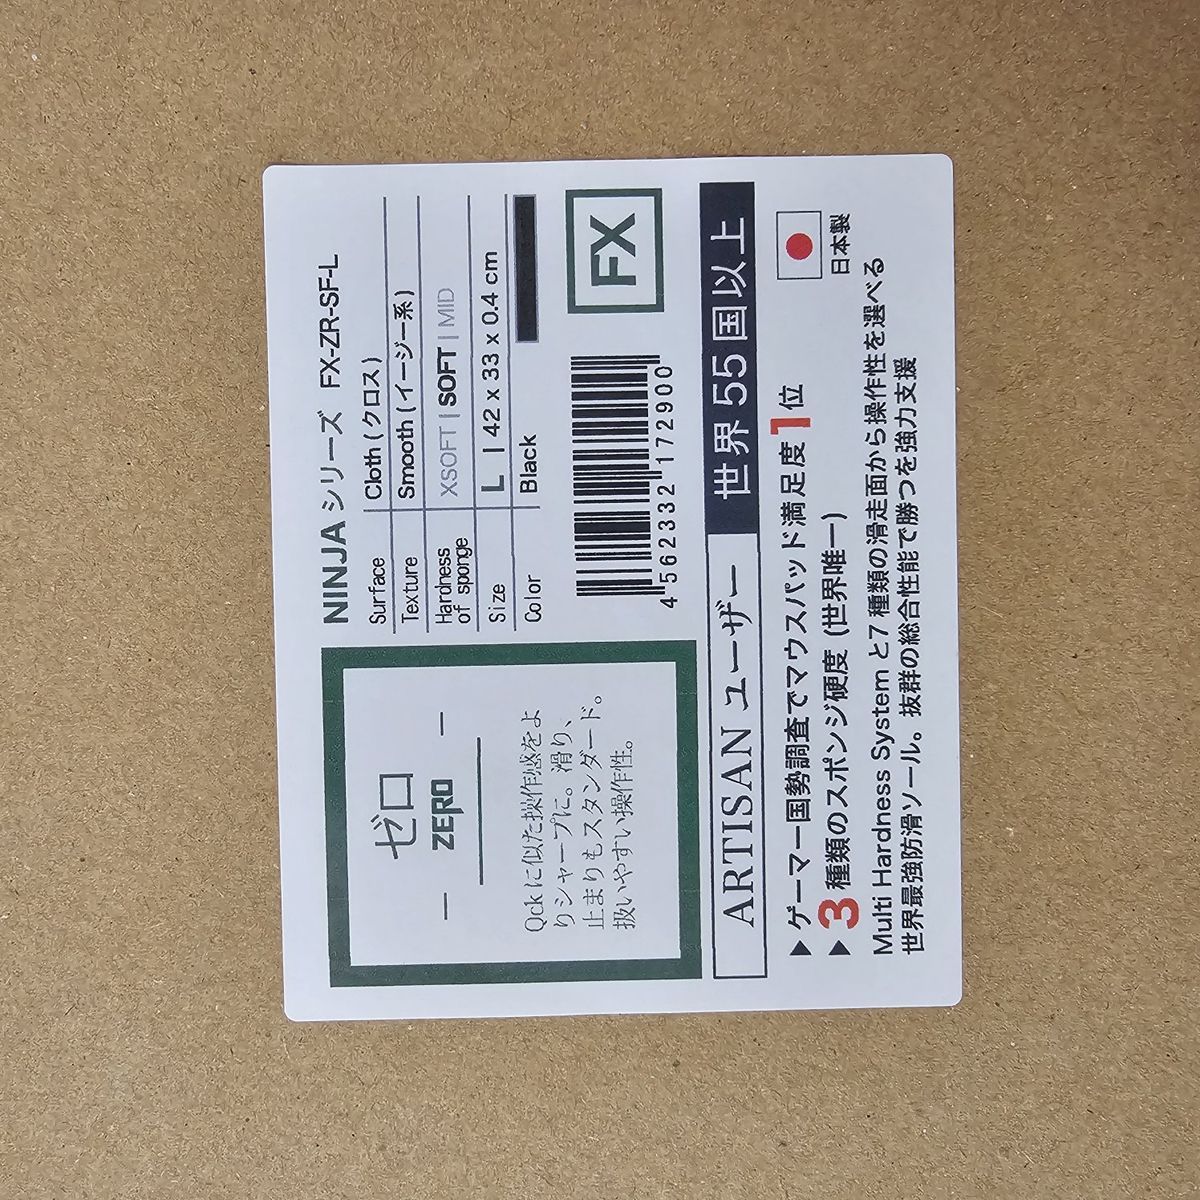 ゼロ
ZERO
Qck に似た操作感をよ
りシャープに。滑り、
止まりもスタンダード。
扱いやすい操作性。
NINJA シリーズ FX-ZR-SF-L
Surface Cloth ( クロス )
Texture Smooth ( イージー系 )
Hardness of sponge XSOFT | SOFT | MID
Size L | 42 x 33 x 0.4 cm
Color Black
4 562332 172900
FX
ARTISAN ユーザー 世界 55 国以上
▶ ゲーマー国勢調査でマウスパッド満足度 1 位
▶ 3 種類のスポンジ硬度 (世界唯一)
日本製
Multi Hardness System と 7 種類の滑走面から操作性を選べる
世界最強防滑ソール。抜群の総合性能で勝つを強力支援